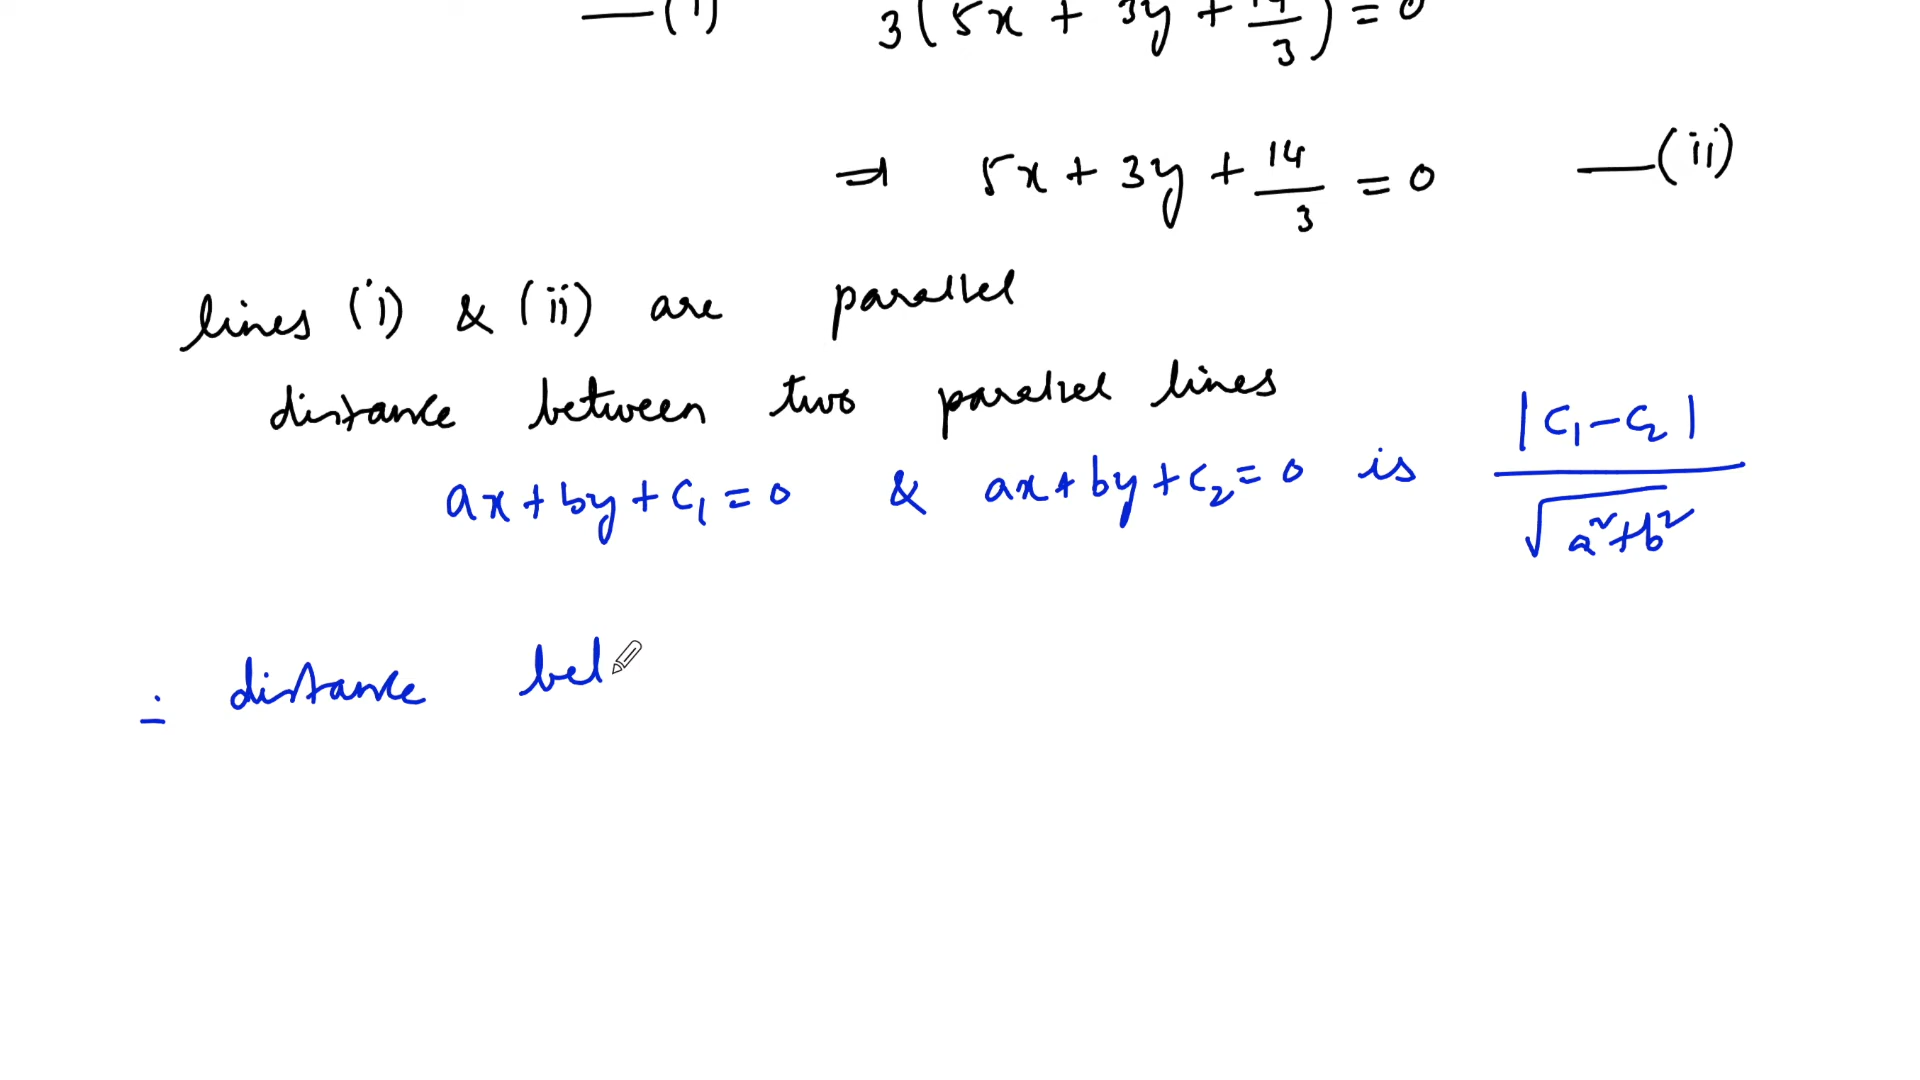 —(i) 3(5x + 3y + 14/3) = 0
⇒ 5x + 3y + 14/3 = 0 —(ii)
lines (i) & (ii) are parallel
distance between two parallel lines
ax + by + c₁ = 0 & ax + by + c₂ = 0 is |c₁ - c₂| / √(a² + b²)
∴ distance bet